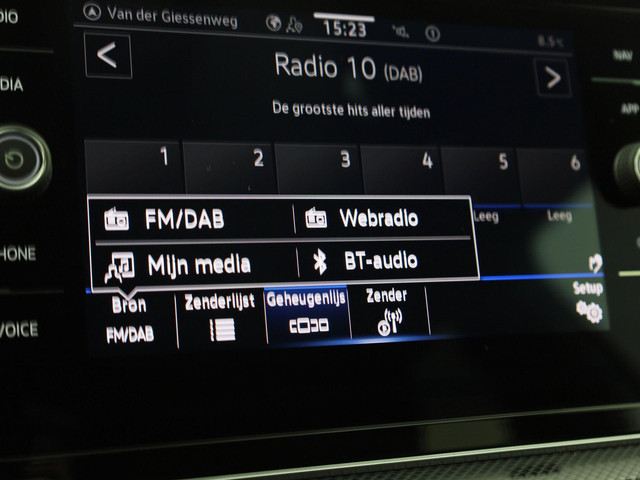 Van der Giessenweg
15:23
8.5°C
Radio 10 (DAB)
De grootste hits aller tijden
1 2 3 4 5 6
FM/DAB
Webradio
Leeg
Leeg
Mijn media
BT-audio
Bron
FM/DAB
Zenderlijst
Geheugenlijs
Zender
Setup
DIO
DIA
HONE
VOICE
NAV
APP